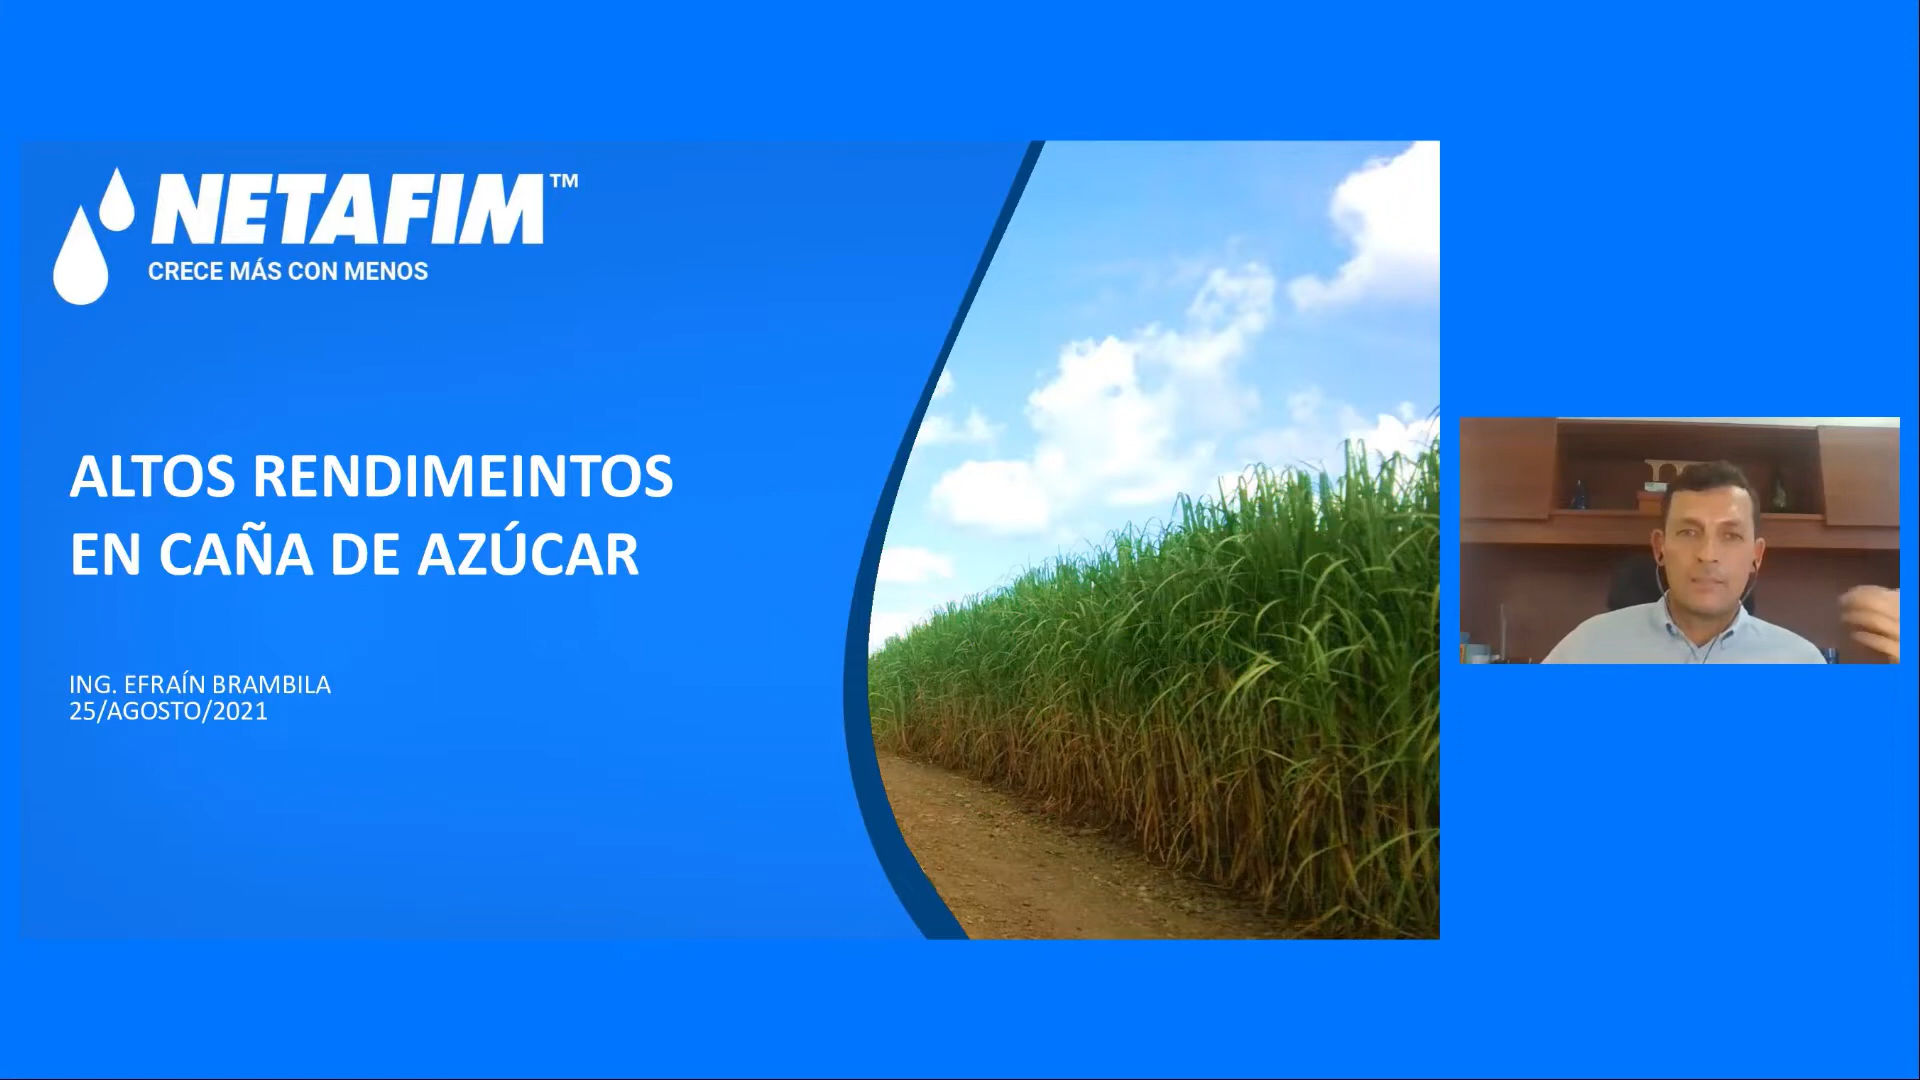 NETAFIM™
CRECE MÁS CON MENOS
ALTOS RENDIMEINTOS
EN CAÑA DE AZÚCAR
ING. EFRAÍN BRAMBILA
25/AGOSTO/2021